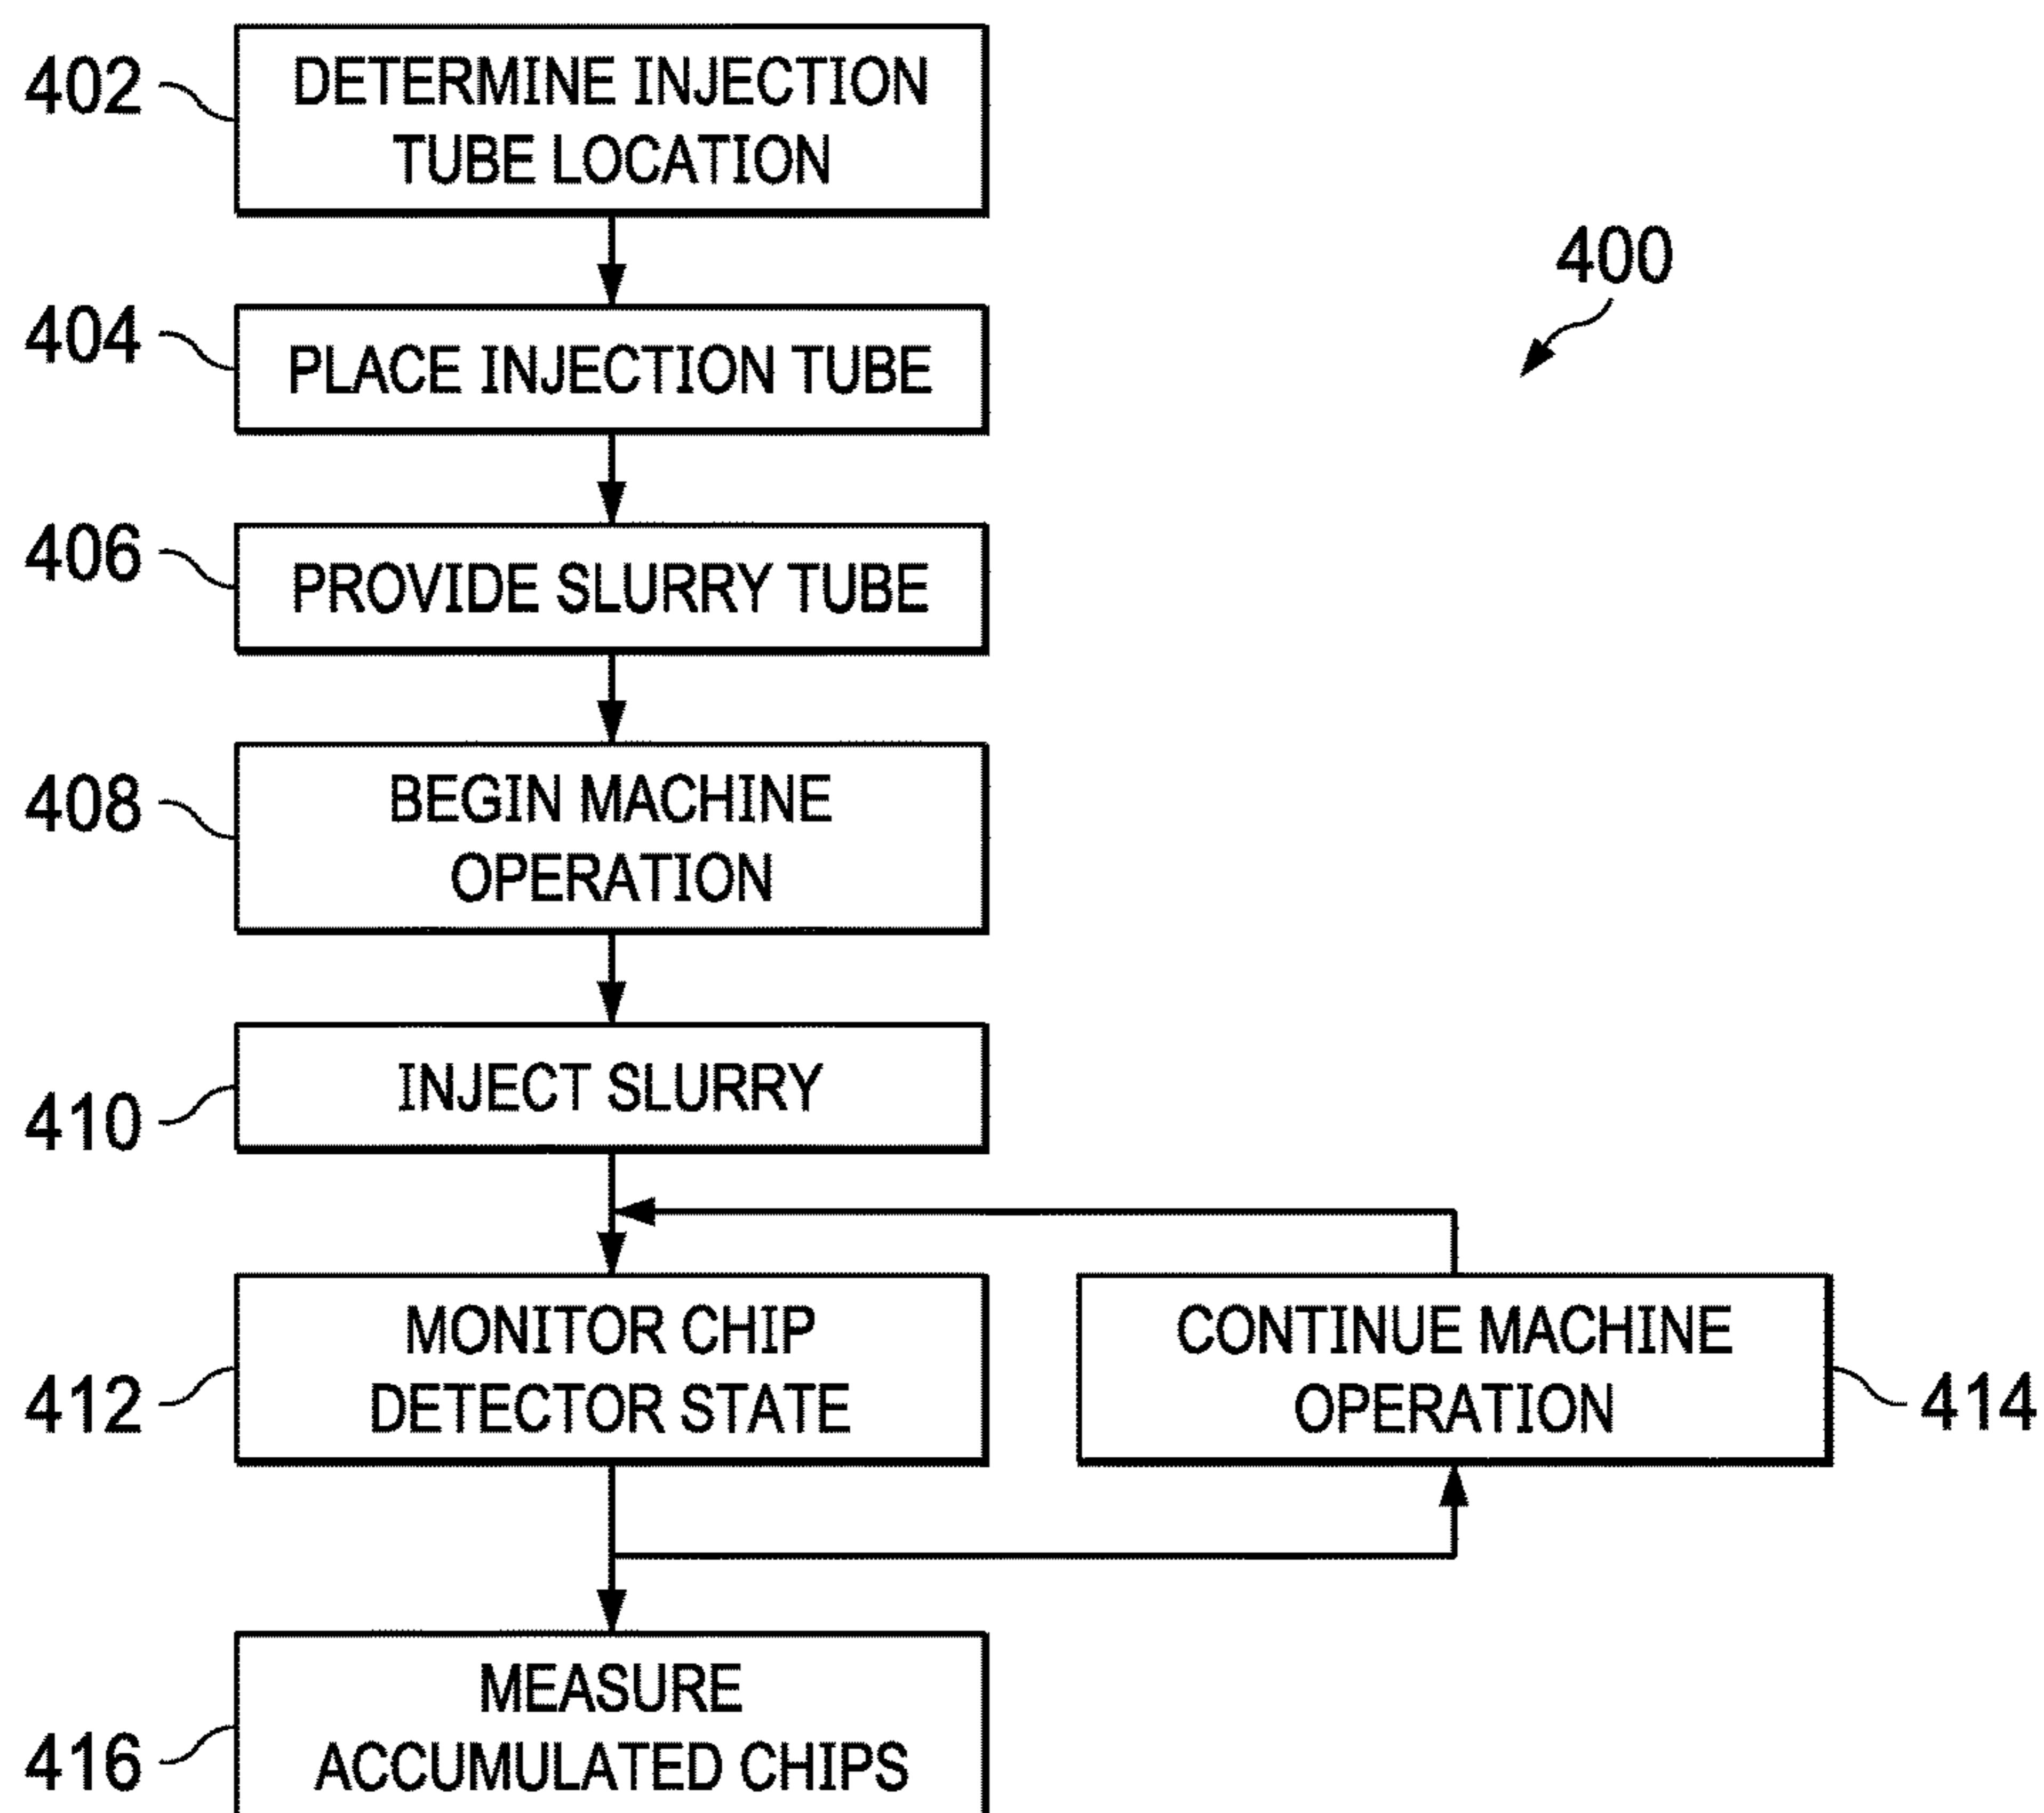 402
DETERMINE INJECTION
TUBE LOCATION
400
404
PLACE INJECTION TUBE
406
PROVIDE SLURRY TUBE
408
BEGIN MACHINE
OPERATION
410
INJECT SLURRY
412
MONITOR CHIP
DETECTOR STATE
CONTINUE MACHINE
OPERATION
414
416
MEASURE
ACCUMULATED CHIPS